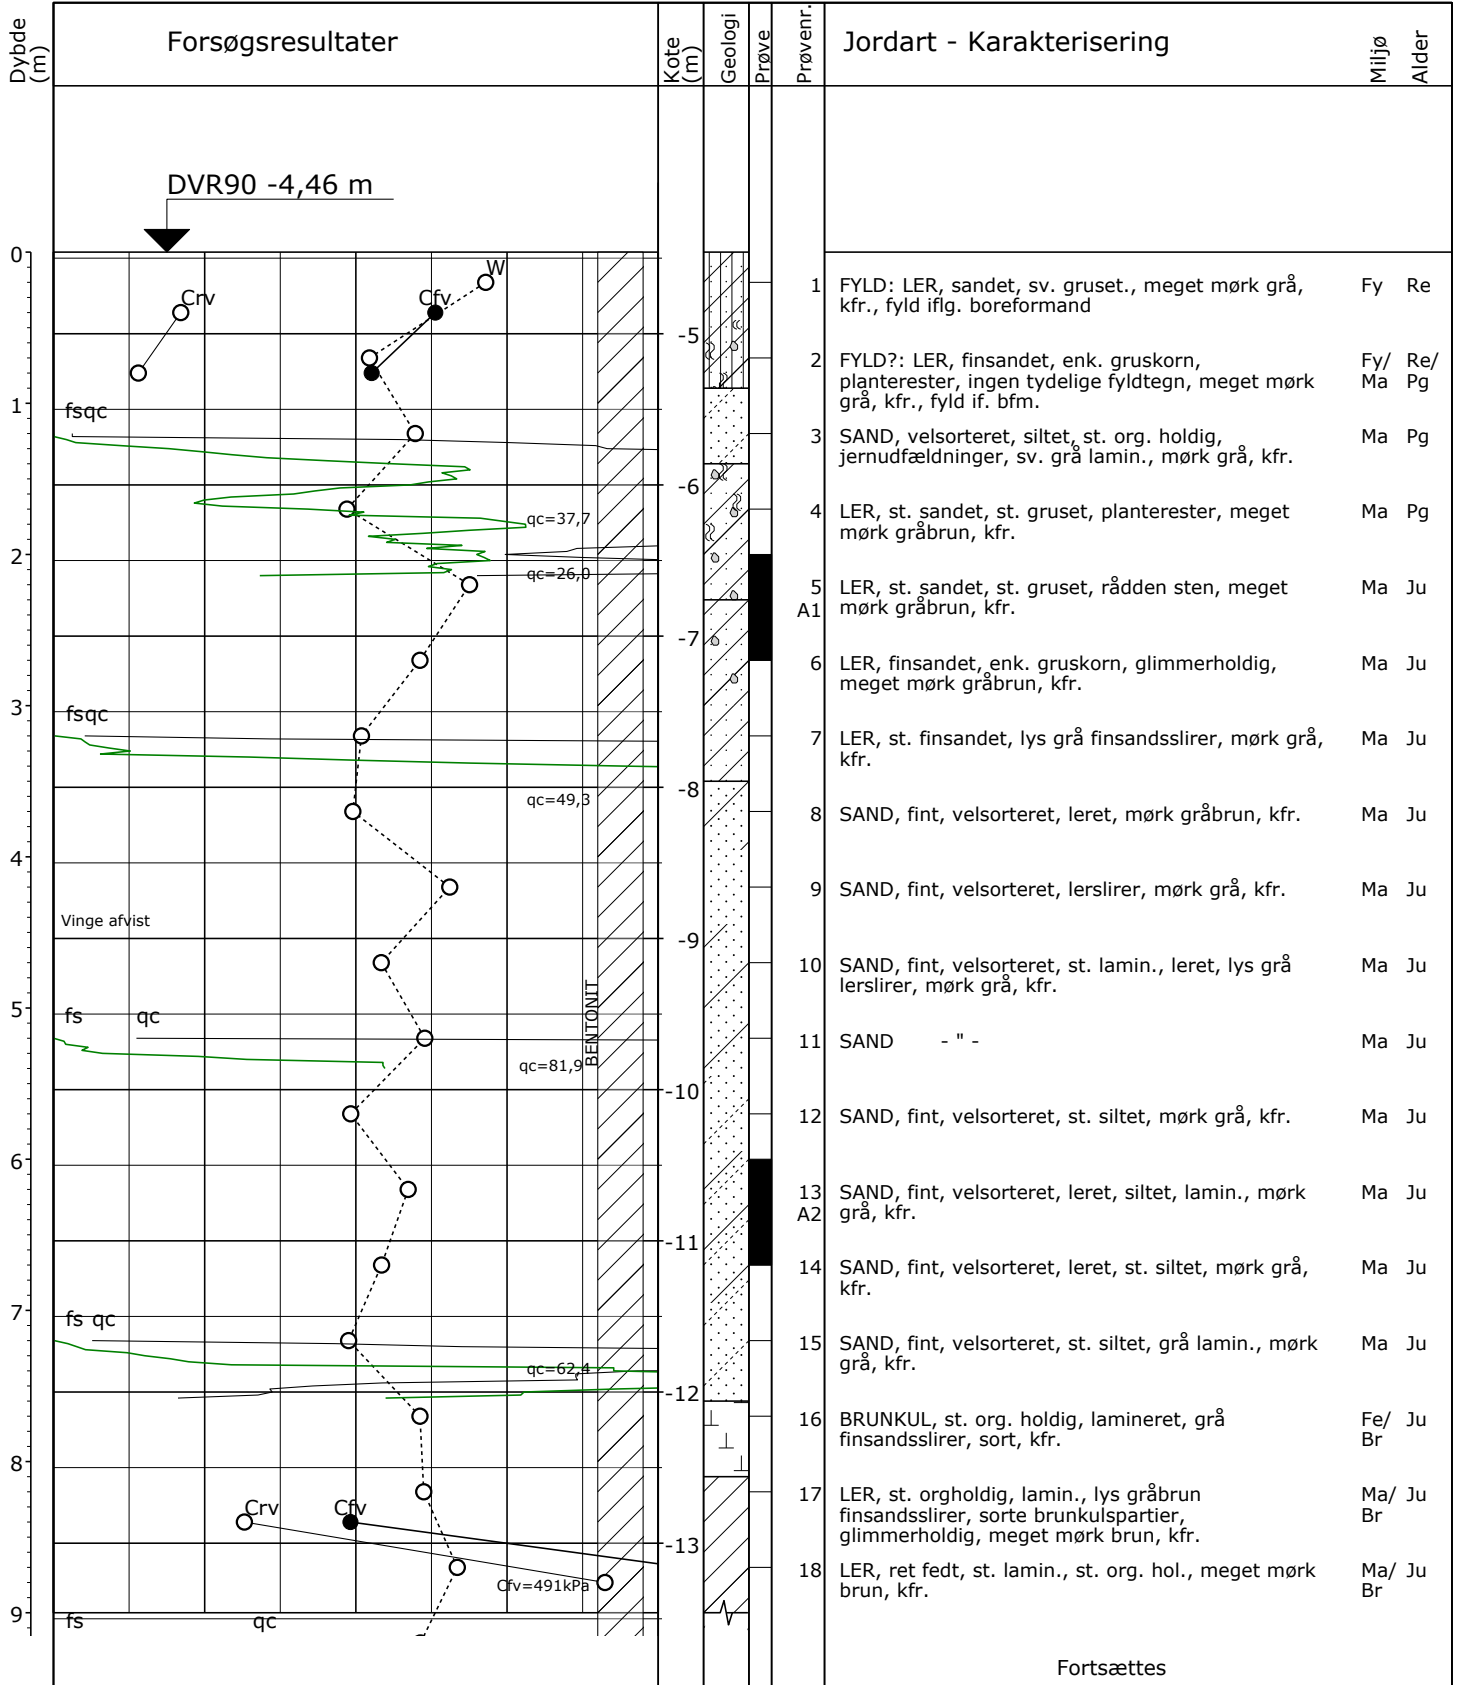 Dybde (m)
Forsøgsresultater
Kote (m)
Geologi
Prøve
Prøvenr.
Jordart - Karakterisering
Miljø
Alder
DVR90 -4,46 m
0
W
Crv
Cfv
1 FYLD: LER, sandet, sv. gruset., meget mørk grå, Fy Re
kfr., fyld iflg. boreformand
-5
2 FYLD?: LER, finsandet, enk. gruskorn, Fy/ Re/
planterester, ingen tydelige fyldtegn, meget mørk Ma Pg
grå, kfr., fyld if. bfm.
1
fsqc
3 SAND, velsorteret, siltet, st. org. holdig, Ma Pg
jernudfældninger, sv. grå lamin., mørk grå, kfr.
-6
qc=37,7
4 LER, st. sandet, st. gruset, planterester, meget Ma Pg
mørk gråbrun, kfr.
2
qc=26,0
5 LER, st. sandet, st. gruset, rådden sten, meget Ma Ju
A1 mørk gråbrun, kfr.
-7
6 LER, finsandet, enk. gruskorn, glimmerholdig, Ma Ju
meget mørk gråbrun, kfr.
3
fsqc
7 LER, st. finsandet, lys grå finsandsslirer, mørk grå, Ma Ju
kfr.
-8
qc=49,3
8 SAND, fint, velsorteret, leret, mørk gråbrun, kfr. Ma Ju
4
9 SAND, fint, velsorteret, lerslirer, mørk grå, kfr. Ma Ju
Vinge afvist
-9
10 SAND, fint, velsorteret, st. lamin., leret, lys grå Ma Ju
lerslirer, mørk grå, kfr.
5
fs qc
BENTONIT
11 SAND - " - Ma Ju
qc=81,9
-10
12 SAND, fint, velsorteret, st. siltet, mørk grå, kfr. Ma Ju
6
13 SAND, fint, velsorteret, leret, siltet, lamin., mørk Ma Ju
A2 grå, kfr.
-11
14 SAND, fint, velsorteret, leret, st. siltet, mørk grå, Ma Ju
kfr.
7
fs qc
15 SAND, fint, velsorteret, st. siltet, grå lamin., mørk Ma Ju
grå, kfr.
qc=62,4
-12
16 BRUNKUL, st. org. holdig, lamineret, grå Fe/ Ju
finsandsslirer, sort, kfr. Br
8
17 LER, st. orgholdig, lamin., lys gråbrun Ma/ Ju
finsandsslirer, sorte brunkulspartier, Br
glimmerholdig, meget mørk brun, kfr.
Crv
Cfv
-13
18 LER, ret fedt, st. lamin., st. org. hol., meget mørk Ma/ Ju
brun, kfr. Br
Cfv=491kPa
9
fs qc
Fortsættes